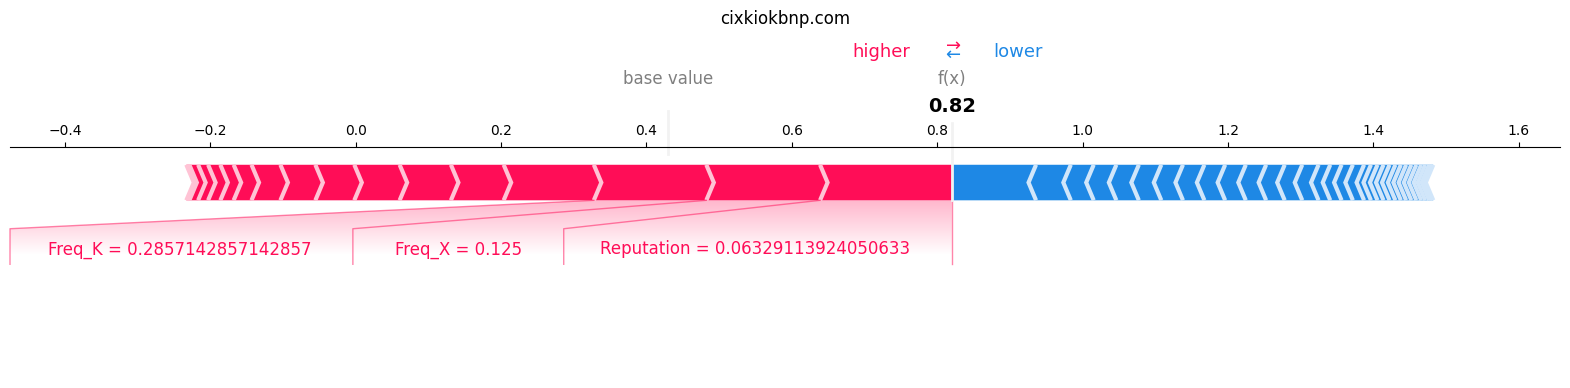 cixkiokbnp.com
higher ⇄ lower
base value f(x)
0.82
−0.4 −0.2 0.0 0.2 0.4 0.6 0.8 1.0 1.2 1.4 1.6
Freq_K = 0.2857142857142857 Freq_X = 0.125 Reputation = 0.06329113924050633